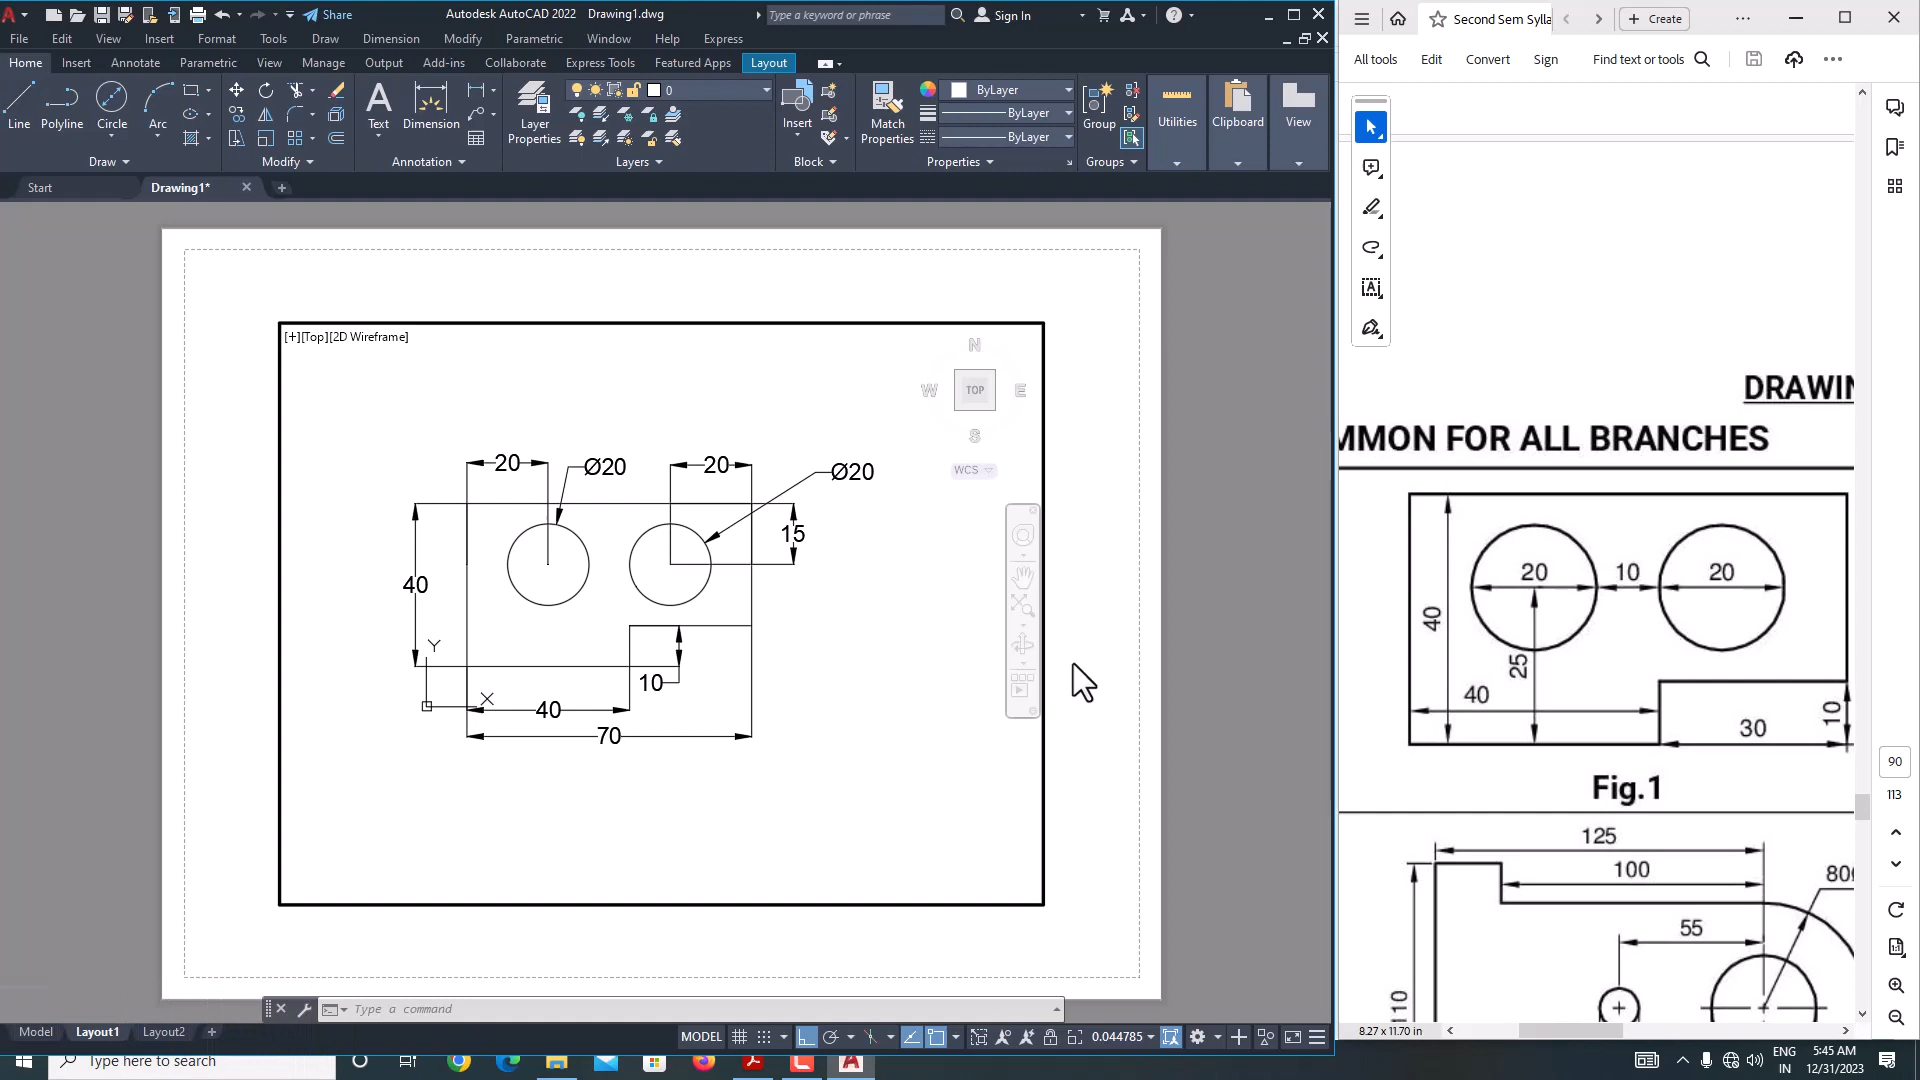 Share
Autodesk AutoCAD 2022 Drawing1.dwg
Type a keyword or phrase
Sign In
File Edit View Insert Format Tools Draw Dimension Modify Parametric Window Help Express
Home Insert Annotate Parametric View Manage Output Add-ins Collaborate Express Tools Featured Apps Layout
Line Polyline Circle Arc
Text Dimension
Layer Properties
0
Insert
Match Properties
ByLayer
ByLayer
ByLayer
Group
Utilities
Clipboard
View
Draw Modify Annotation Layers Block Properties Groups
Start Drawing1*
[+][Top][2D Wireframe]
N
W TOP E
S
WCS
20 Ø20 20 Ø20
15
40
Y
10
X
40
70
Type a command
Model Layout1 Layout2
MODEL 0.044785
Type here to search
Second Sem Sylla
Create
All tools Edit Convert Sign Find text or tools
DRAWIN
MMON FOR ALL BRANCHES
20 10 20
40
25
40
30
10
Fig.1
125
100
80
55
110
90
113
8.27 x 11.70 in
ENG
IN
5:45 AM
12/31/2023